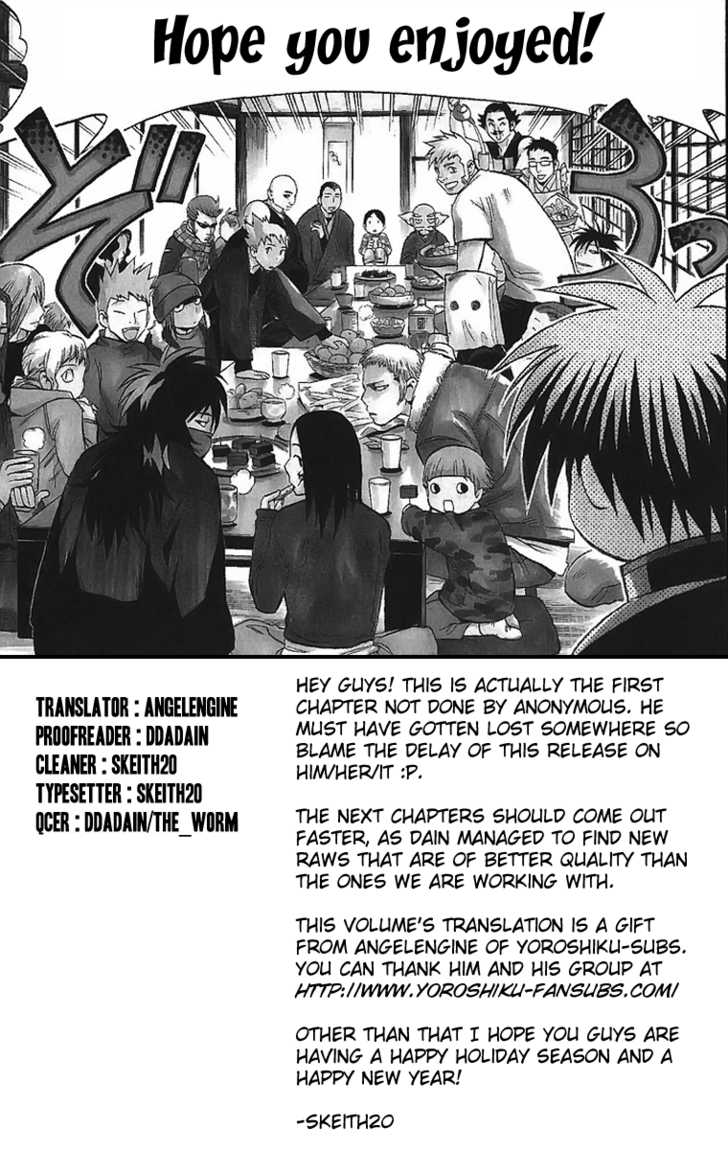 Hope you enjoyed!
ぞろっ
TRANSLATOR : ANGELENGINE
PROOFREADER : DDADAIN
CLEANER : SKEITH20
TYPESETTER : SKEITH20
QCER : DDADAIN/THE_WORM
HEY GUYS! THIS IS ACTUALLY THE FIRST
CHAPTER NOT DONE BY ANONYMOUS. HE
MUST HAVE GOTTEN LOST SOMEWHERE SO
BLAME THE DELAY OF THIS RELEASE ON
HIM/HER/IT :P.
THE NEXT CHAPTERS SHOULD COME OUT
FASTER, AS DAIN MANAGED TO FIND NEW
RAWS THAT ARE OF BETTER QUALITY THAN
THE ONES WE ARE WORKING WITH.
THIS VOLUME'S TRANSLATION IS A GIFT
FROM ANGELENGINE OF YOROSHIKU-SUBS.
YOU CAN THANK HIM AND HIS GROUP AT
HTTP://WWW.YOROSHIKU-FANSUBS.COM/
OTHER THAN THAT I HOPE YOU GUYS ARE
HAVING A HAPPY HOLIDAY SEASON AND A
HAPPY NEW YEAR!
-SKEITH20